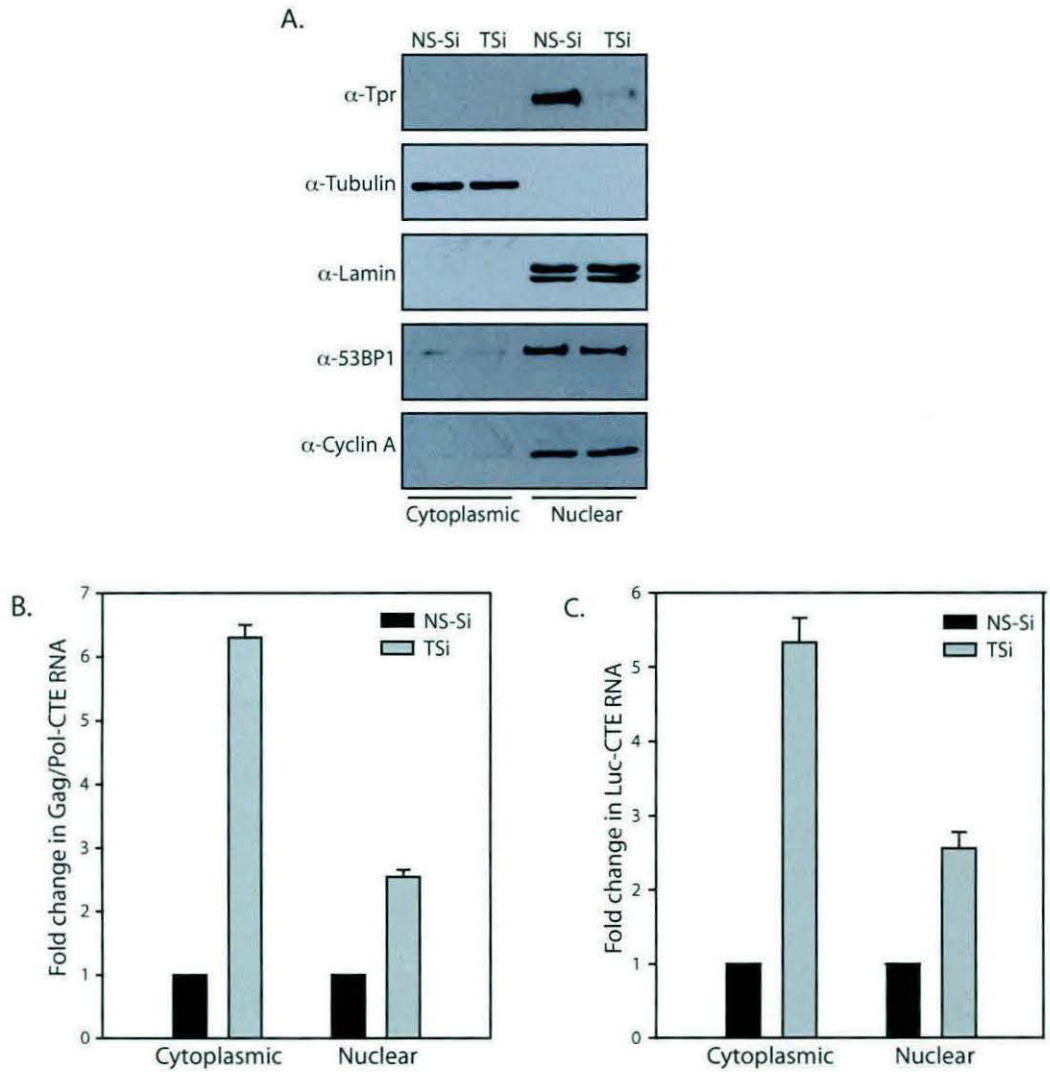 A.
NS-Si TSi NS-Si TSi
α-Tpr
α-Tubulin
α-Lamin
α-53BP1
α-Cyclin A
Cytoplasmic Nuclear
B.
Fold change in Gag/Pol-CTE RNA
7
6
5
4
3
2
1
0
NS-Si
TSi
Cytoplasmic Nuclear
C.
Fold change in Luc-CTE RNA
6
5
4
3
2
1
0
NS-Si
TSi
Cytoplasmic Nuclear